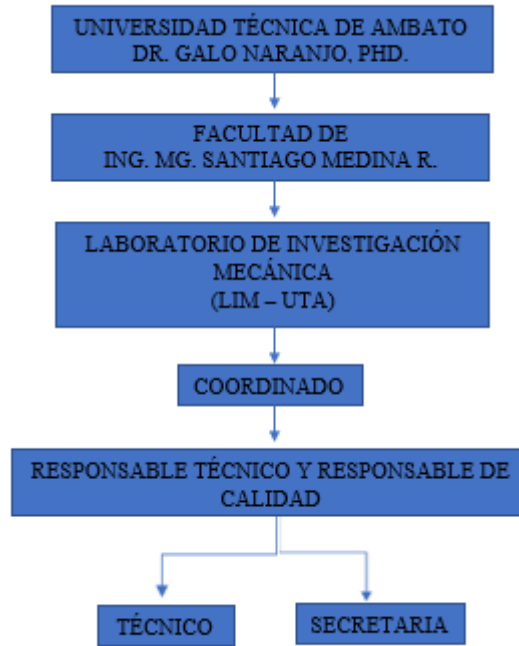 UNIVERSIDAD TÉCNICA DE AMBATO
DR. GALO NARANJO, PHD.
FACULTAD DE
ING. MG. SANTIAGO MEDINA R.
LABORATORIO DE INVESTIGACIÓN
MECÁNICA
(LIM – UTA)
COORDINADO
RESPONSABLE TÉCNICO Y RESPONSABLE DE
CALIDAD
TÉCNICO
SECRETARIA